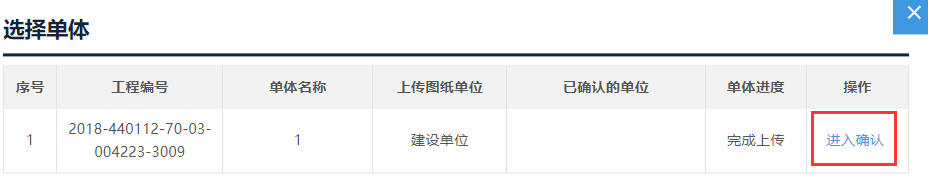 选择单体
序号 工程编号 单体名称 上传图纸单位 已确认的单位 单体进度 操作
1 2018-440112-70-03-004223-3009 1 建设单位 完成上传 进入确认